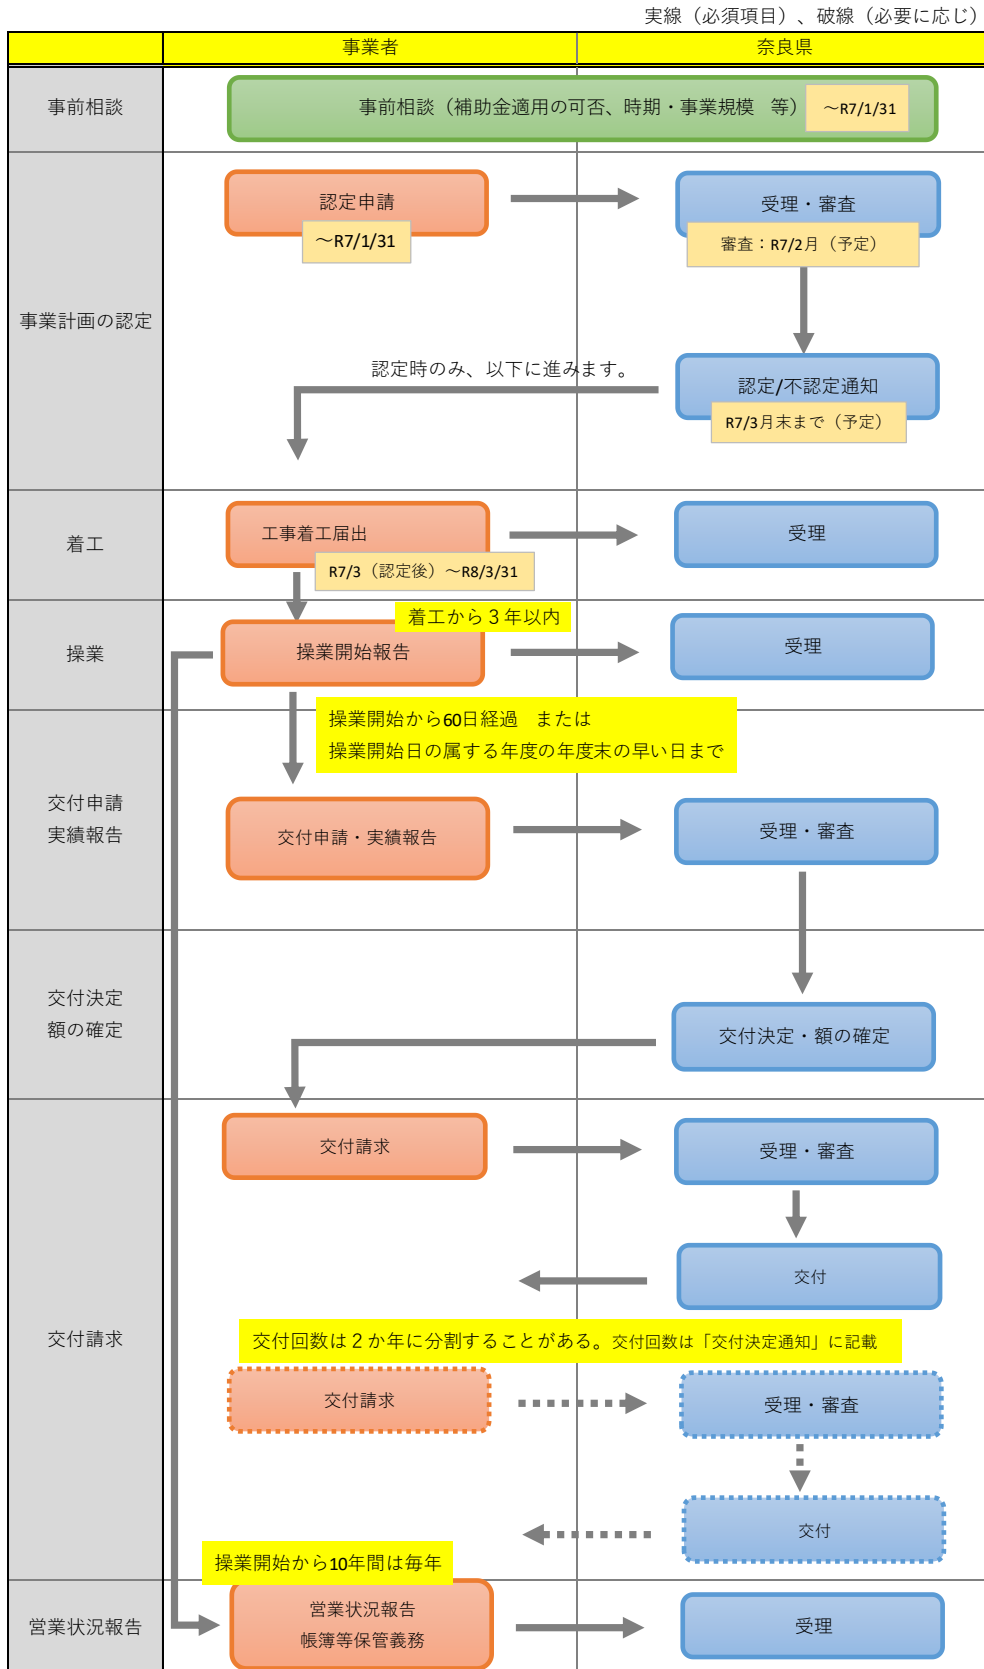 実線（必須項目）、破線（必要に応じ）
事業者
奈良県
事前相談
事前相談（補助金適用の可否、時期・事業規模　等）
～R7/1/31
事業計画の認定
認定申請
～R7/1/31
受理・審査
審査：R7/2月（予定）
認定時のみ、以下に進みます。
認定/不認定通知
R7/3月末まで（予定）
着工
工事着工届出
R7/3（認定後）～R8/3/31
受理
操業
着工から３年以内
操業開始報告
受理
操業開始から60日経過　または
操業開始日の属する年度の年度末の早い日まで
交付申請
実績報告
交付申請・実績報告
受理・審査
交付決定
額の確定
交付決定・額の確定
交付請求
交付請求
受理・審査
交付
交付回数は２か年に分割することがある。交付回数は「交付決定通知」に記載
交付請求
受理・審査
交付
操業開始から10年間は毎年
営業状況報告
営業状況報告
帳簿等保管義務
受理